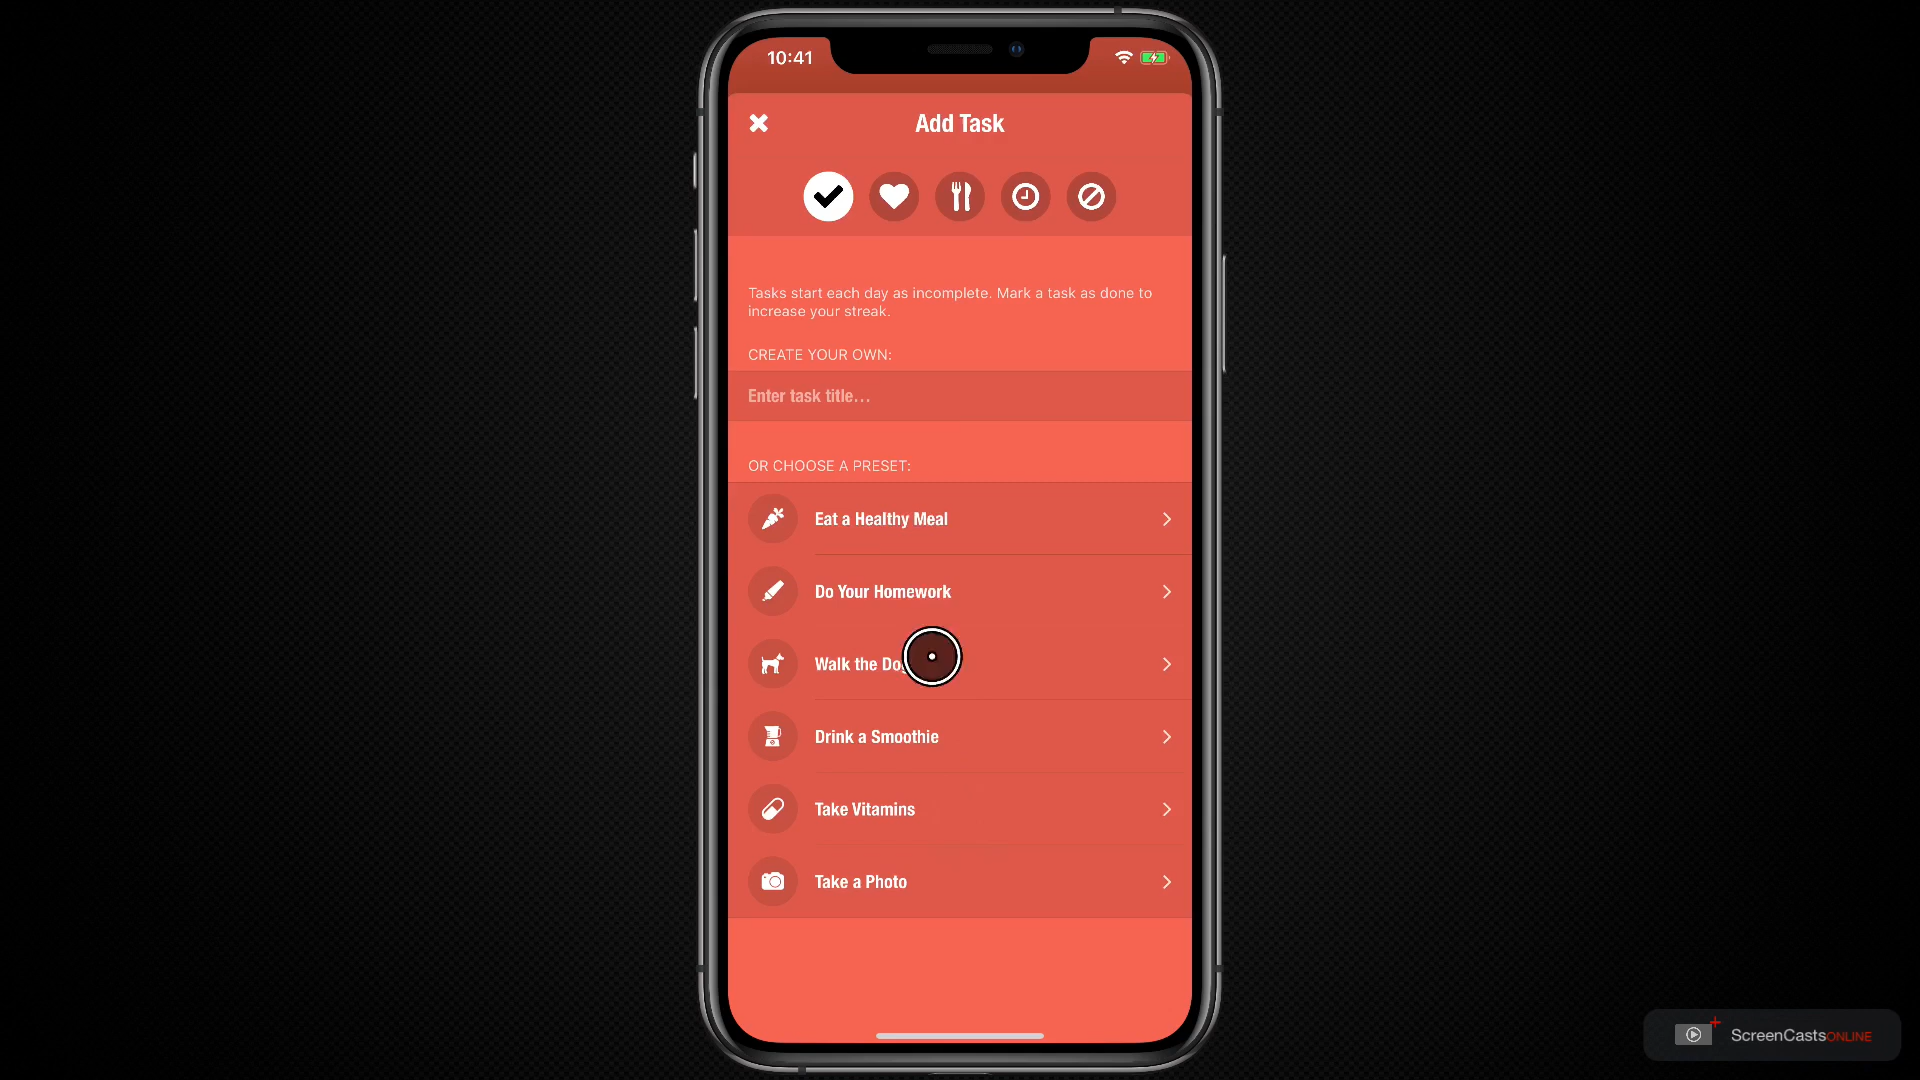 10:41
Add Task
Tasks start each day as incomplete. Mark a task as done to
increase your streak.
CREATE YOUR OWN:
Enter task title...
OR CHOOSE A PRESET:
Eat a Healthy Meal
Do Your Homework
Walk the Dog
Drink a Smoothie
Take Vitamins
Take a Photo
ScreenCastsONLINE